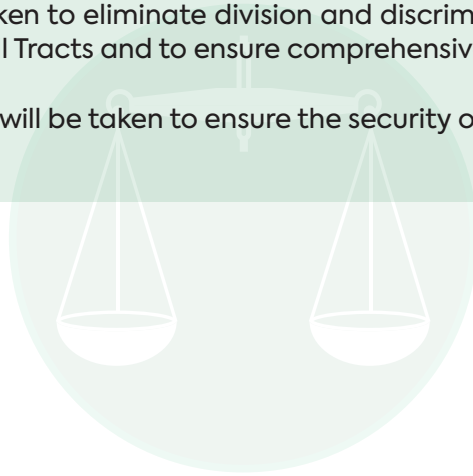 ken to eliminate division and discrim
l Tracts and to ensure comprehensiv
will be taken to ensure the security o